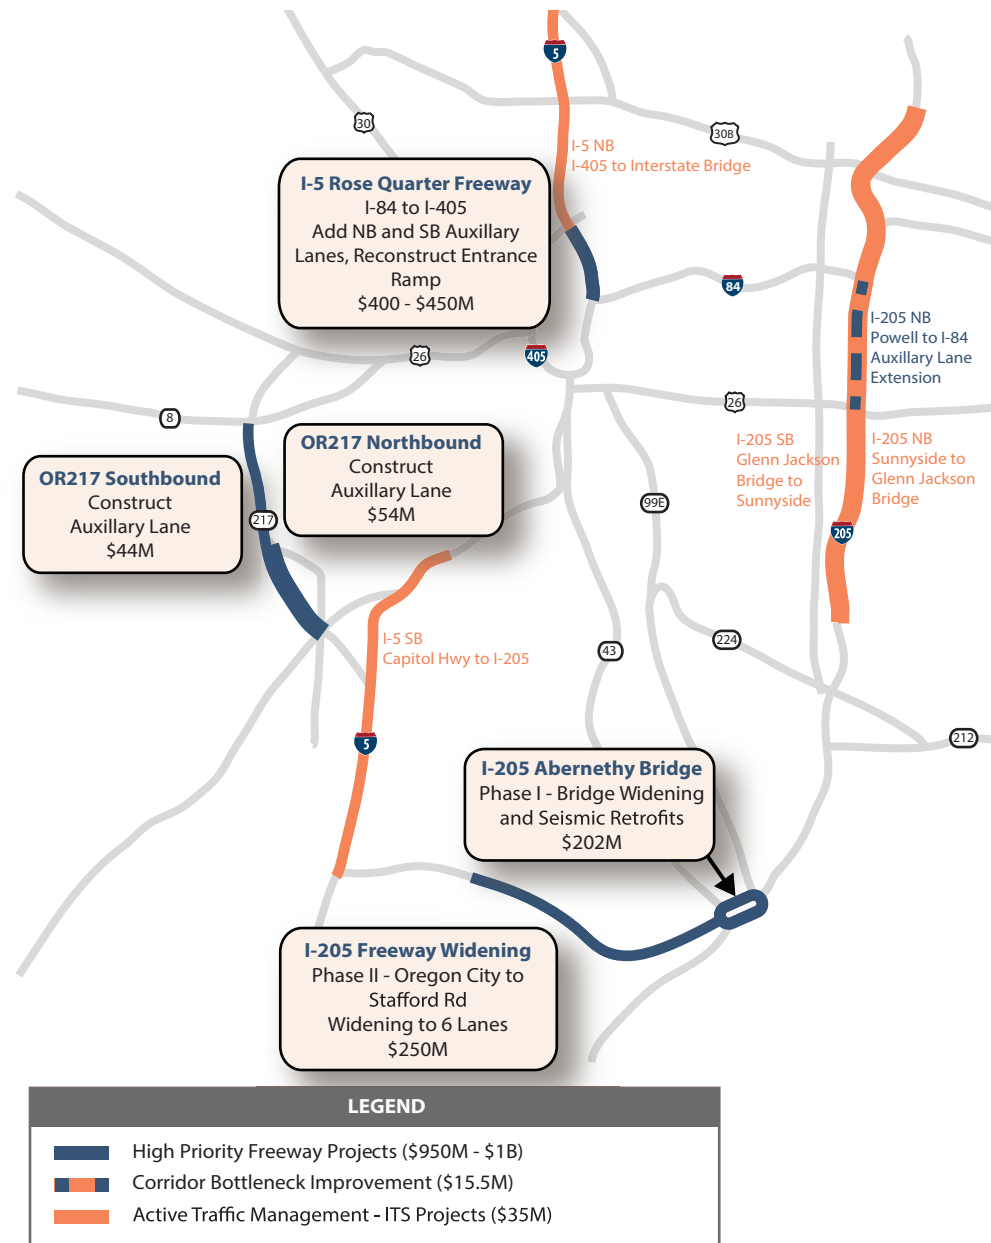 5
30
30B
I-5 NB
I-405 to Interstate Bridge
I-5 Rose Quarter Freeway
I-84 to I-405
Add NB and SB Auxillary
Lanes, Reconstruct Entrance
Ramp
$400 - $450M
84
405
26
I-205 NB
Powell to I-84
Auxillary Lane
Extension
8
26
OR217 Northbound
Construct
Auxillary Lane
$54M
OR217 Southbound
Construct
Auxillary Lane
$44M
217
I-205 SB
Glenn Jackson
Bridge to
Sunnyside
I-205 NB
Sunnyside to
Glenn Jackson
Bridge
99E
205
I-5 SB
Capitol Hwy to I-205
43
224
5
212
I-205 Abernethy Bridge
Phase I - Bridge Widening
and Seismic Retrofits
$202M
I-205 Freeway Widening
Phase II - Oregon City to
Stafford Rd
Widening to 6 Lanes
$250M
LEGEND
High Priority Freeway Projects ($950M - $1B)
Corridor Bottleneck Improvement ($15.5M)
Active Traffic Management - ITS Projects ($35M)